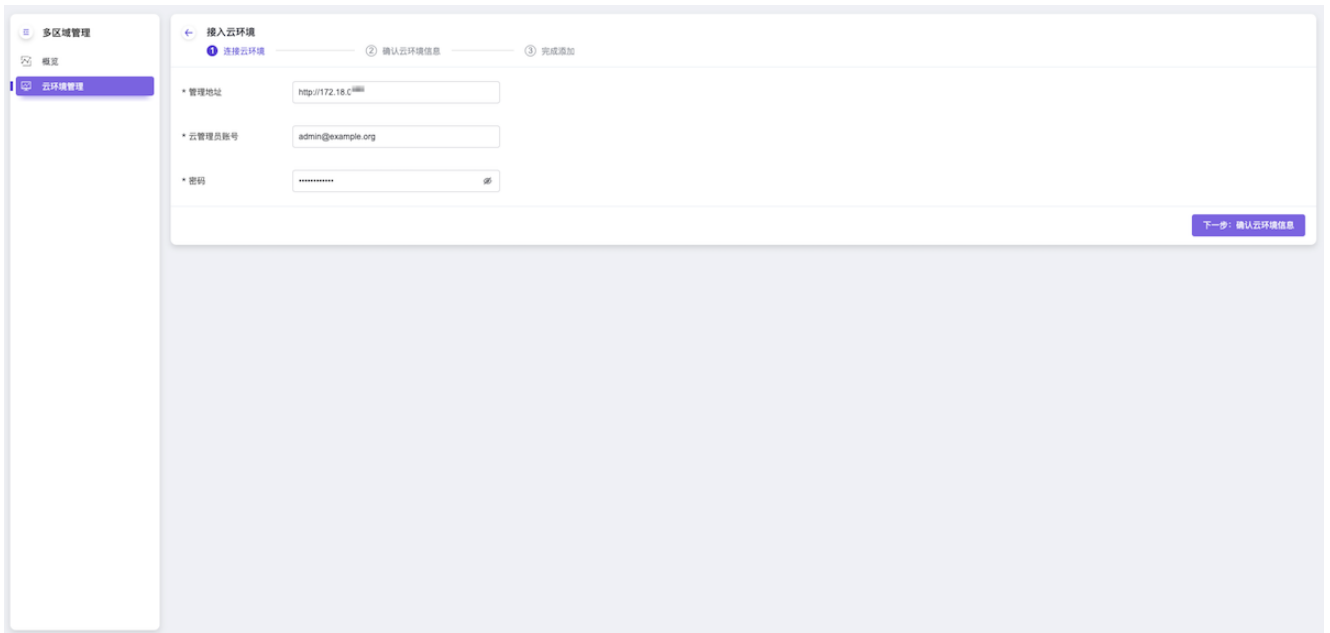 多区域管理
概览
云环境管理
接入云环境
1 连接云环境 2 确认云环境信息 3 完成添加
* 管理地址 http://172.18.0
* 云管理员账号 admin@example.org
* 密码 ••••••••••••
下一步：确认云环境信息